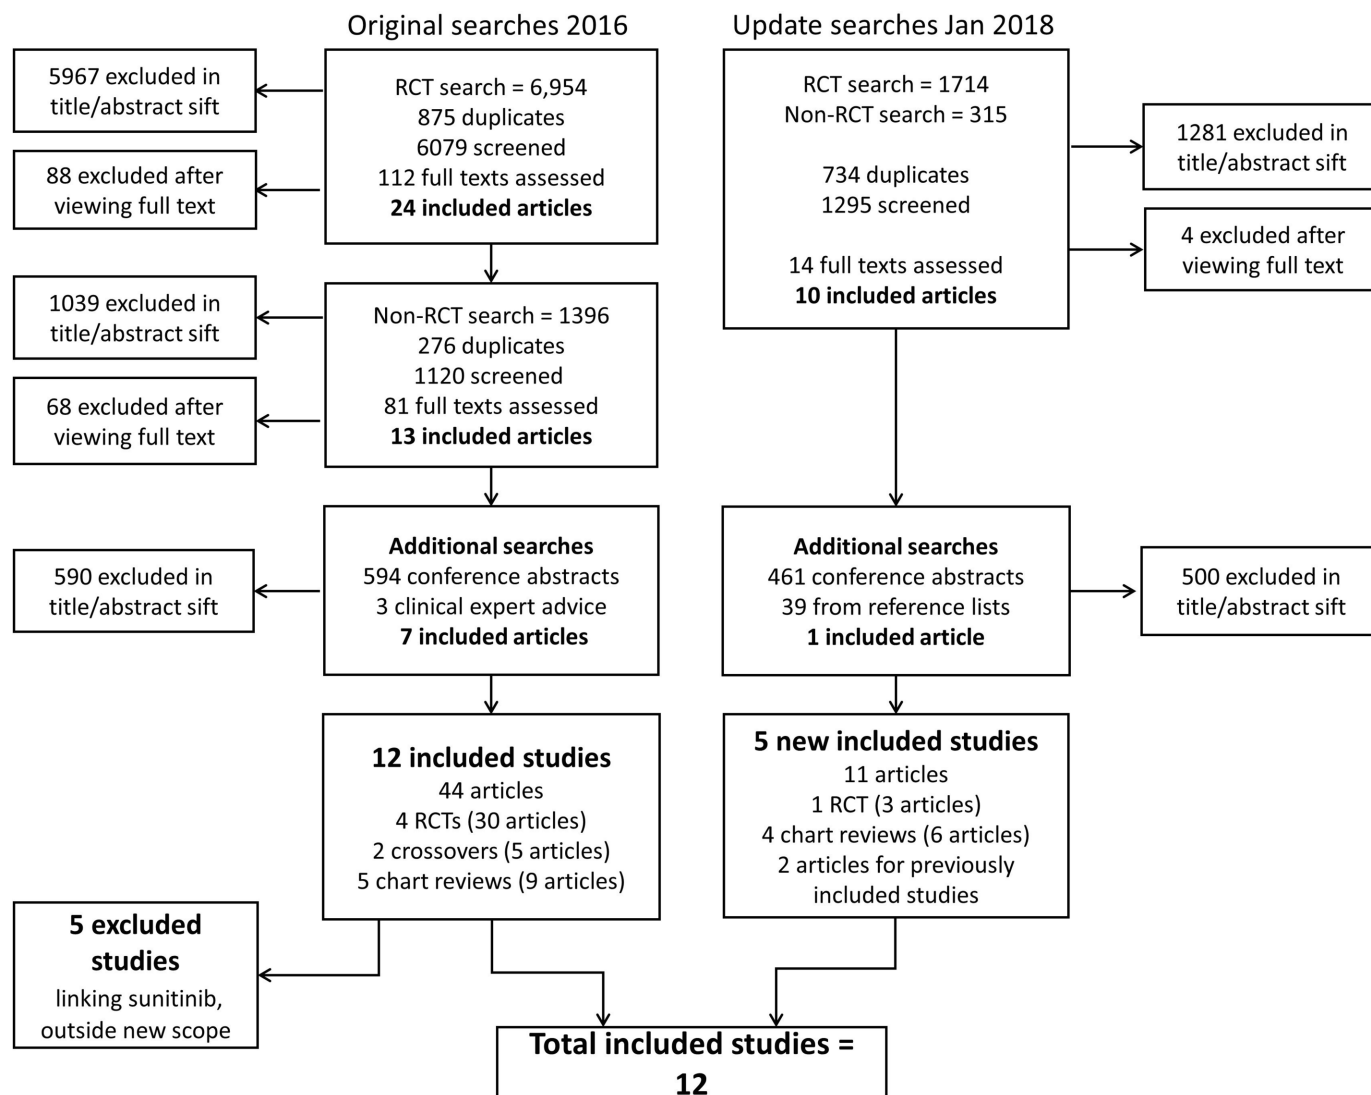 Original searches 2016
5967 excluded in
title/abstract sift
RCT search = 6,954
875 duplicates
6079 screened
112 full texts assessed
24 included articles
88 excluded after
viewing full text
1039 excluded in
title/abstract sift
Non-RCT search = 1396
276 duplicates
1120 screened
81 full texts assessed
13 included articles
68 excluded after
viewing full text
Additional searches
594 conference abstracts
3 clinical expert advice
7 included articles
590 excluded in
title/abstract sift
12 included studies
44 articles
4 RCTs (30 articles)
2 crossovers (5 articles)
5 chart reviews (9 articles)
5 excluded
studies
linking sunitinib,
outside new scope
Update searches Jan 2018
RCT search = 1714
Non-RCT search = 315
734 duplicates
1295 screened
14 full texts assessed
10 included articles
1281 excluded in
title/abstract sift
4 excluded after
viewing full text
Additional searches
461 conference abstracts
39 from reference lists
1 included article
500 excluded in
title/abstract sift
5 new included studies
11 articles
1 RCT (3 articles)
4 chart reviews (6 articles)
2 articles for previously
included studies
Total included studies =
12